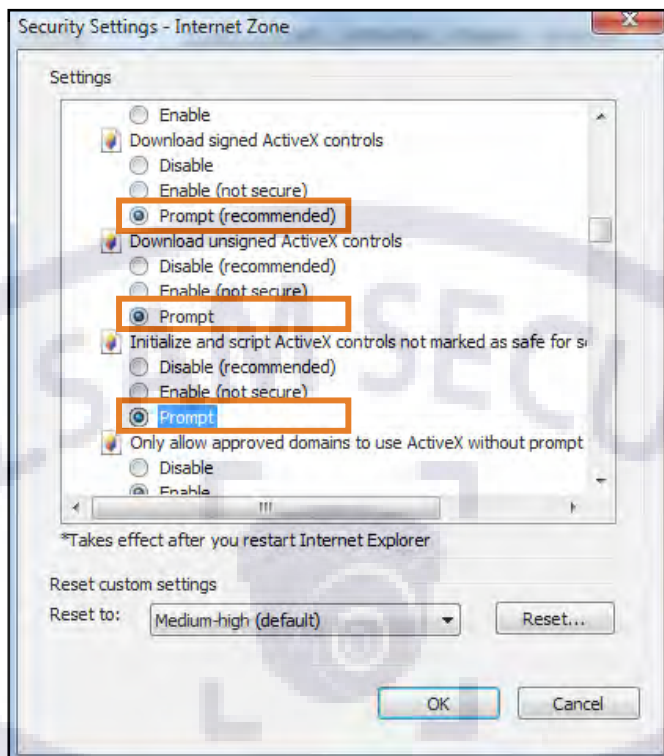 Security Settings - Internet Zone
Settings
Enable
Download signed ActiveX controls
Disable
Enable (not secure)
Prompt (recommended)
Download unsigned ActiveX controls
Disable (recommended)
Enable (not secure)
Prompt
Initialize and script ActiveX controls not marked as safe for s
Disable (recommended)
Enable (not secure)
Prompt
Only allow approved domains to use ActiveX without prompt
Disable
Enable
*Takes effect after you restart Internet Explorer
Reset custom settings
Reset to: Medium-high (default) Reset...
OK Cancel